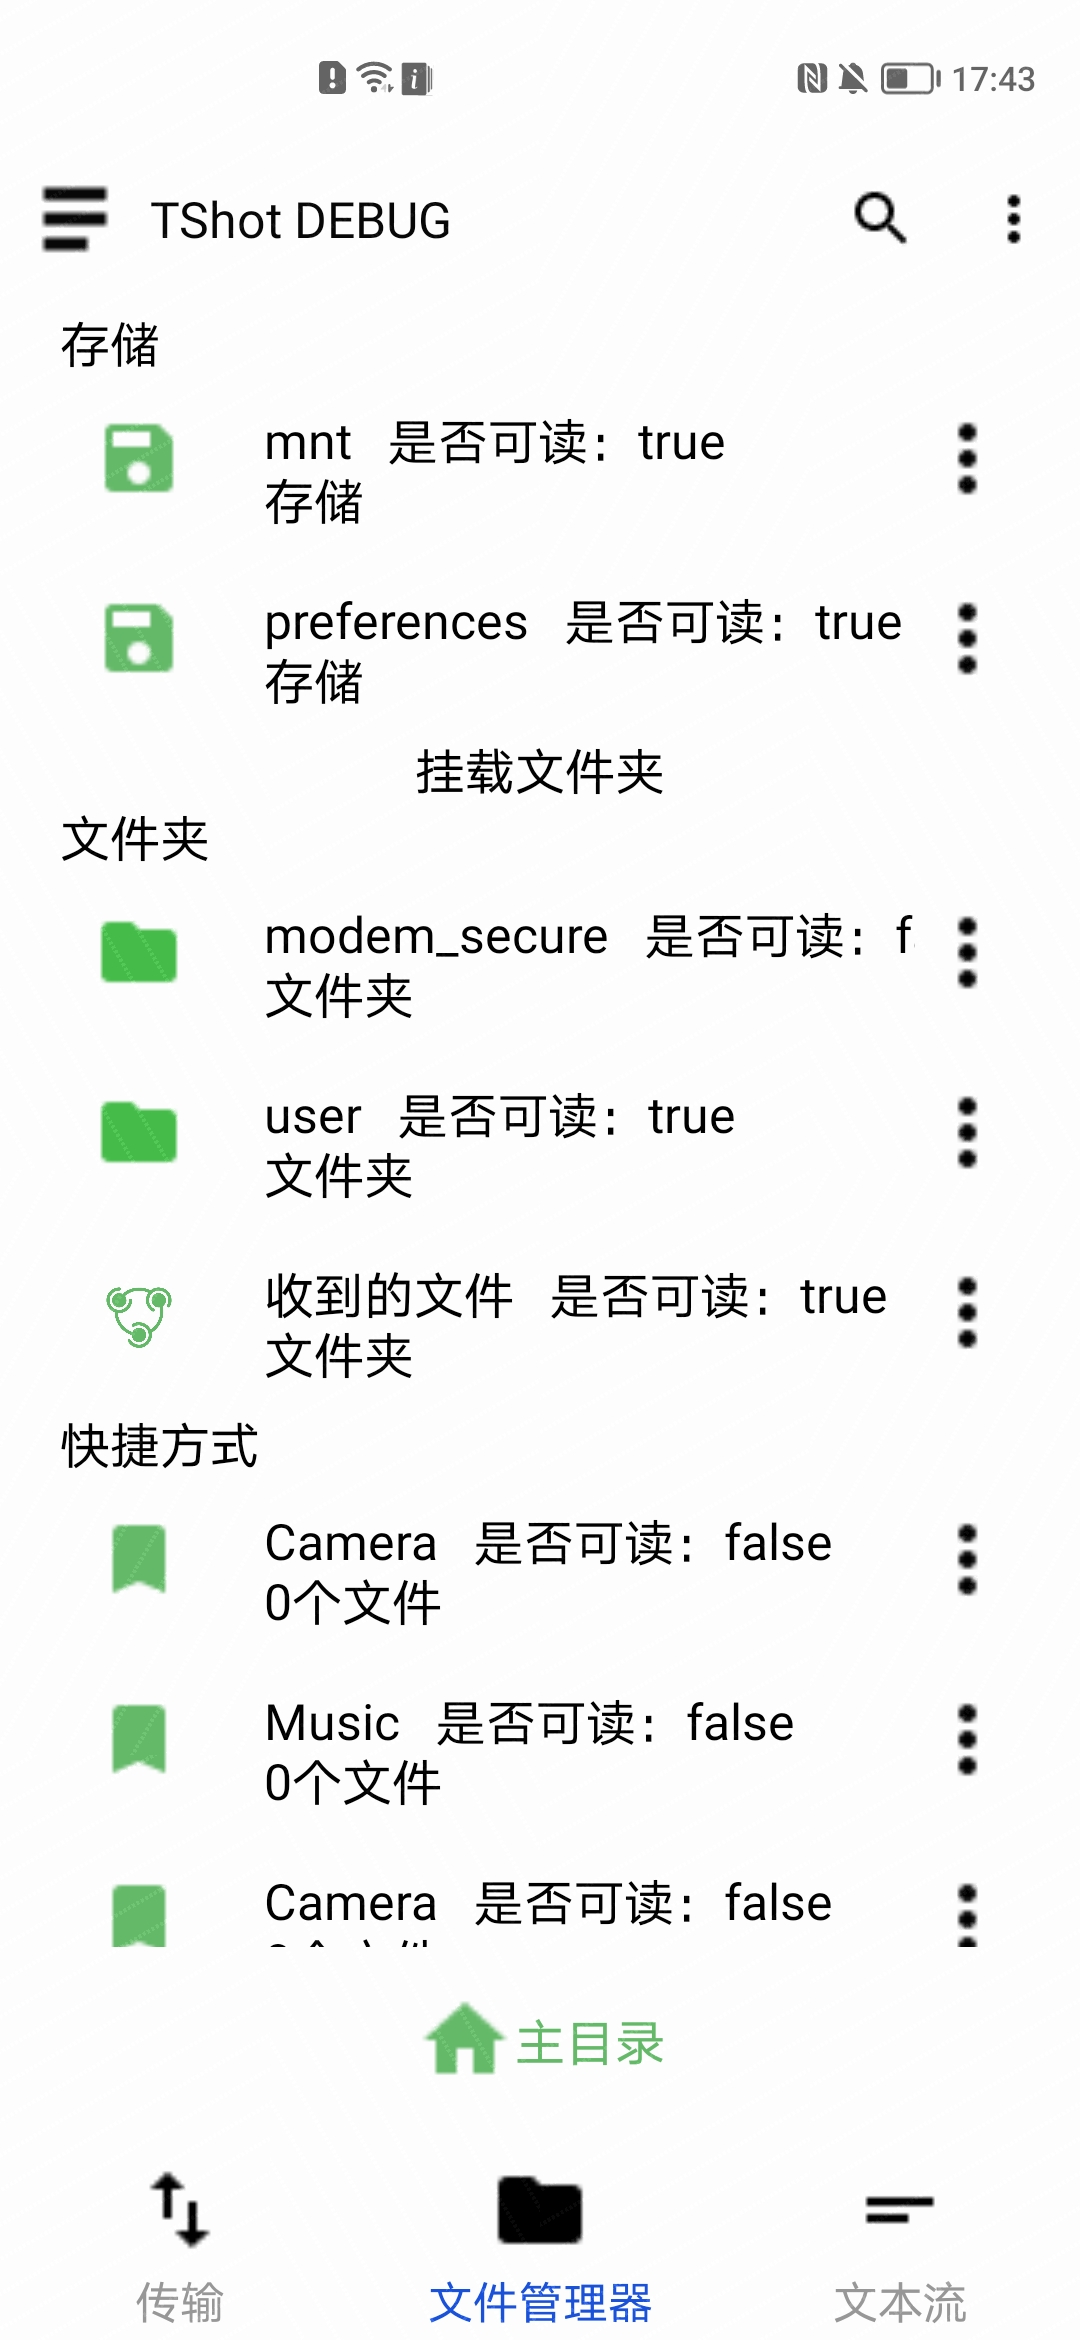 17:43
TShot DEBUG
存储
mnt 是否可读：true
存储
preferences 是否可读：true
存储
挂载文件夹
文件夹
modem_secure 是否可读：
文件夹
user 是否可读：true
文件夹
收到的文件 是否可读：true
文件夹
快捷方式
Camera 是否可读：false
0个文件
Music 是否可读：false
0个文件
Camera 是否可读：false
主目录
传输
文件管理器
文本流